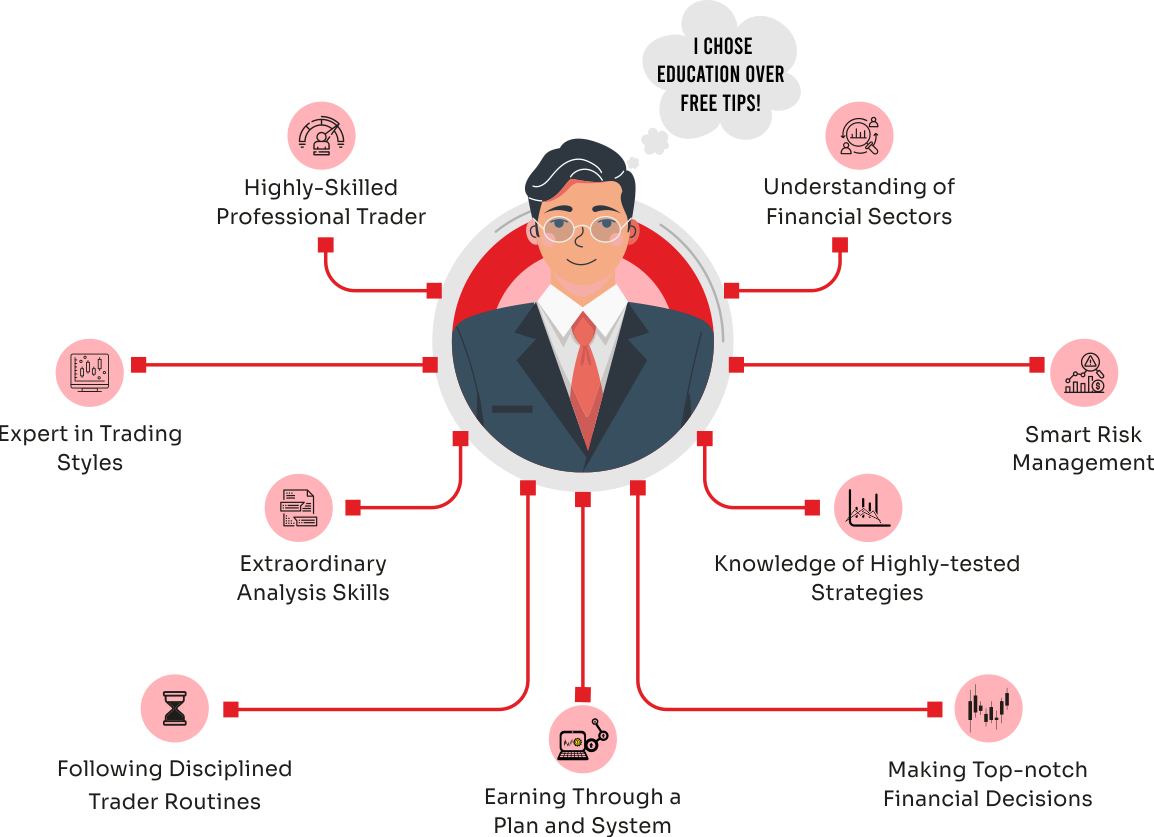 I CHOSE
EDUCATION OVER
FREE TIPS!
Highly-Skilled
Professional Trader
Understanding of
Financial Sectors
Expert in Trading
Styles
Smart Risk
Management
Extraordinary
Analysis Skills
Knowledge of Highly-tested
Strategies
Following Disciplined
Trader Routines
Earning Through a
Plan and System
Making Top-notch
Financial Decisions